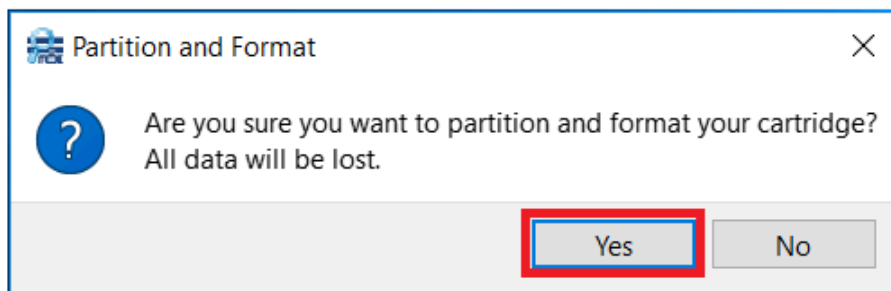 Partition and Format
Are you sure you want to partition and format your cartridge?
All data will be lost.
Yes
No